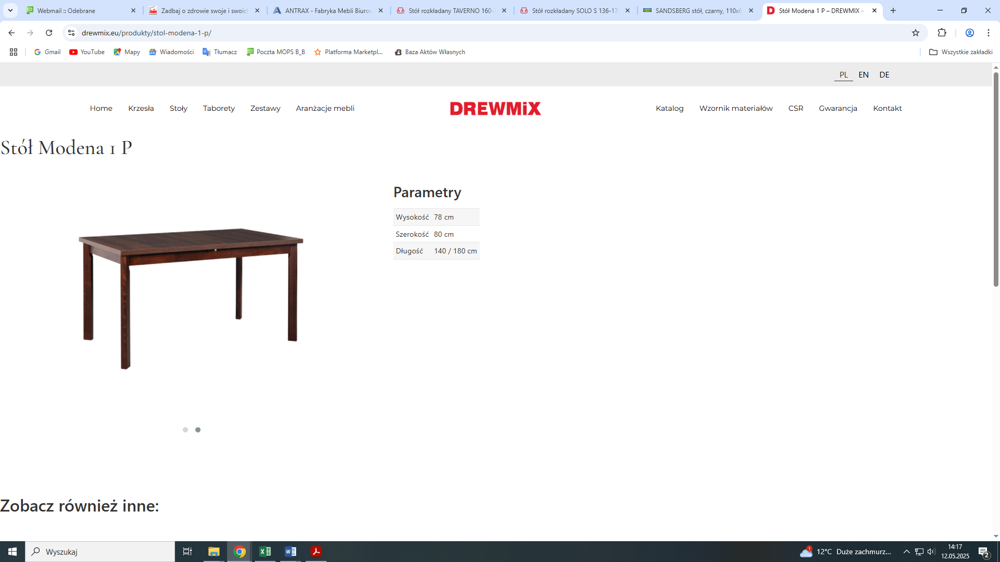 Webmail :: Odebrane
Zadbaj o zdrowie swoje i swoich
ANTRAX - Fabryka Mebli Biurow
Stół rozkładany TAVERNO 160-
Stół rozkładany SOLO S 136-17
SANDSBERG stół, czarny, 110x6
Stół Modena 1 P – DREWMIX –
drewmix.eu/produkty/stol-modena-1-p/
Gmail
YouTube
Mapy
Wiadomości
Tłumacz
Poczta MOPS B_B
Platforma Marketpl...
Baza Aktów Własnych
Wszystkie zakładki
PL EN DE
Home Krzesła Stoły Taborety Zestawy Aranżacje mebli
DREWMiX
Katalog Wzornik materiałów CSR Gwarancja Kontakt
Stół Modena 1 P
Parametry
Wysokość 78 cm
Szerokość 80 cm
Długość 140 / 180 cm
Zobacz również inne:
Wyszukaj
1
12°C Duże zachmurz...
14:17
12.05.2025
2